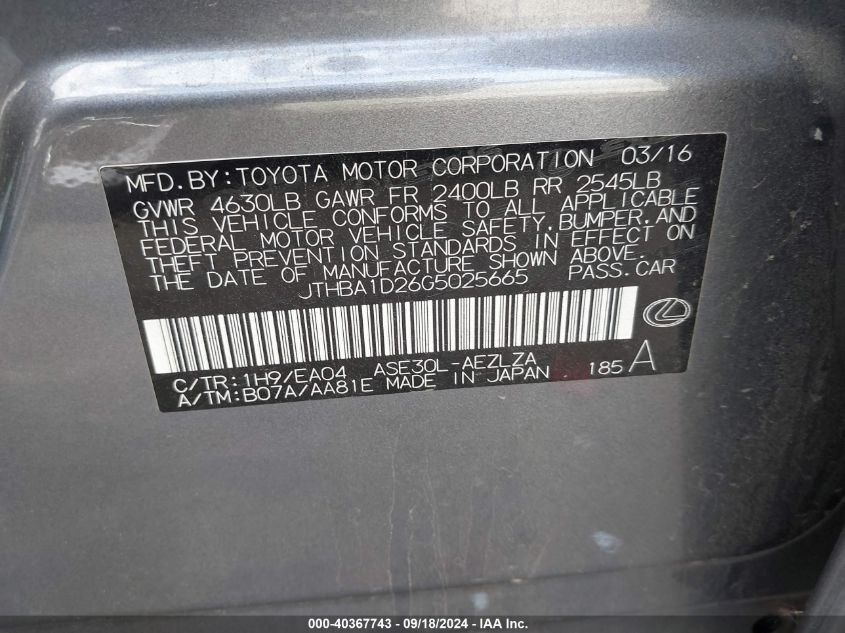 MFD.BY:TOYOTA MOTOR CORPORATION 03/16
GVWR 4630LB GAWR FR 2400LB RR 2545LB
THIS VEHICLE CONFORMS TO ALL APPLICABLE
FEDERAL MOTOR VEHICLE SAFETY,BUMPER,AND
THEFT PREVENTION STANDARDS IN EFFECT ON
THE DATE OF MANUFACTURE SHOWN ABOVE.
JTHBA1D26G5025665 PASS.CAR
C/TR:1H9/EA04 ASE30L-AEZLZA
A/TM:B07A/AA81E MADE IN JAPAN 185 A
000-40367743 / 09/18/2024 - IAA Inc.